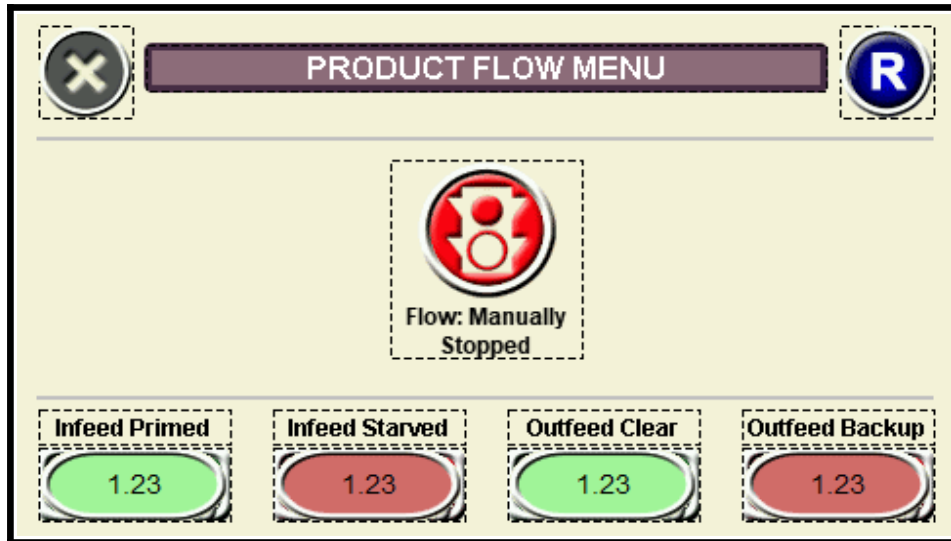 PRODUCT FLOW MENU
R
Flow: Manually
Stopped
Infeed Primed
Infeed Starved
Outfeed Clear
Outfeed Backup
1.23
1.23
1.23
1.23